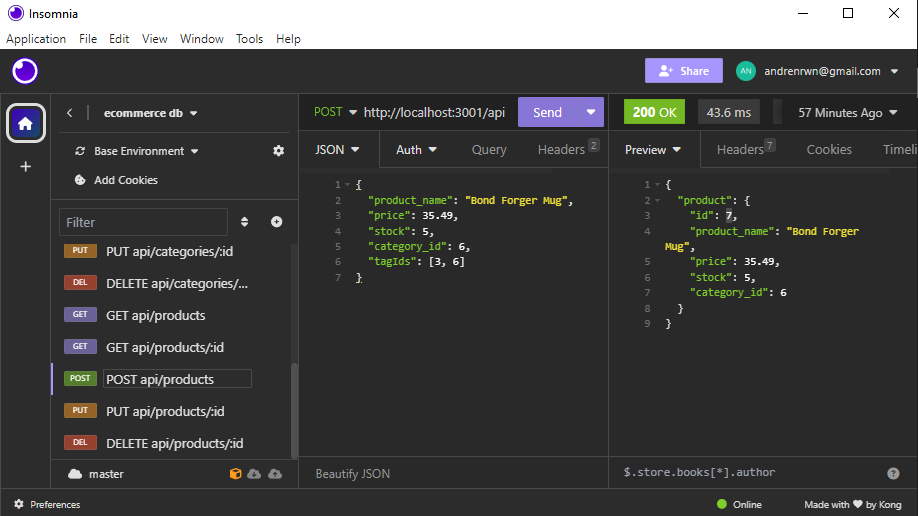 Insomnia
Application File Edit View Window Tools Help
Share
AN andrenrwn@gmail.com
ecommerce db
Base Environment
Add Cookies
Filter
PUT PUT api/categories/:id
DEL DELETE api/categories/...
GET GET api/products
GET GET api/products/:id
POST POST api/products
PUT PUT api/products/:id
DEL DELETE api/products/:id
master
POST http://localhost:3001/api Send
JSON Auth Query Headers 2
1 {
2 "product_name": "Bond Forger Mug",
3 "price": 35.49,
4 "stock": 5,
5 "category_id": 6,
6 "tagIds": [3, 6]
7 }
Beautify JSON
200 OK 43.6 ms 57 Minutes Ago
Preview Headers 7 Cookies Timeli
1 {
2 "product": {
3 "id": 7,
4 "product_name": "Bond Forger
Mug",
5 "price": 35.49,
6 "stock": 5,
7 "category_id": 6
8 }
9 }
$.store.books[*].author ?
Preferences
Online Made with ❤ by Kong